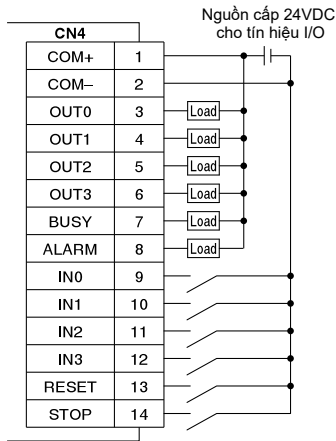 Nguồn cấp 24VDC
cho tín hiệu I/O
CN4
COM+ 1
COM– 2
OUT0 3 Load
OUT1 4 Load
OUT2 5 Load
OUT3 6 Load
BUSY 7 Load
ALARM 8 Load
IN0 9
IN1 10
IN2 11
IN3 12
RESET 13
STOP 14